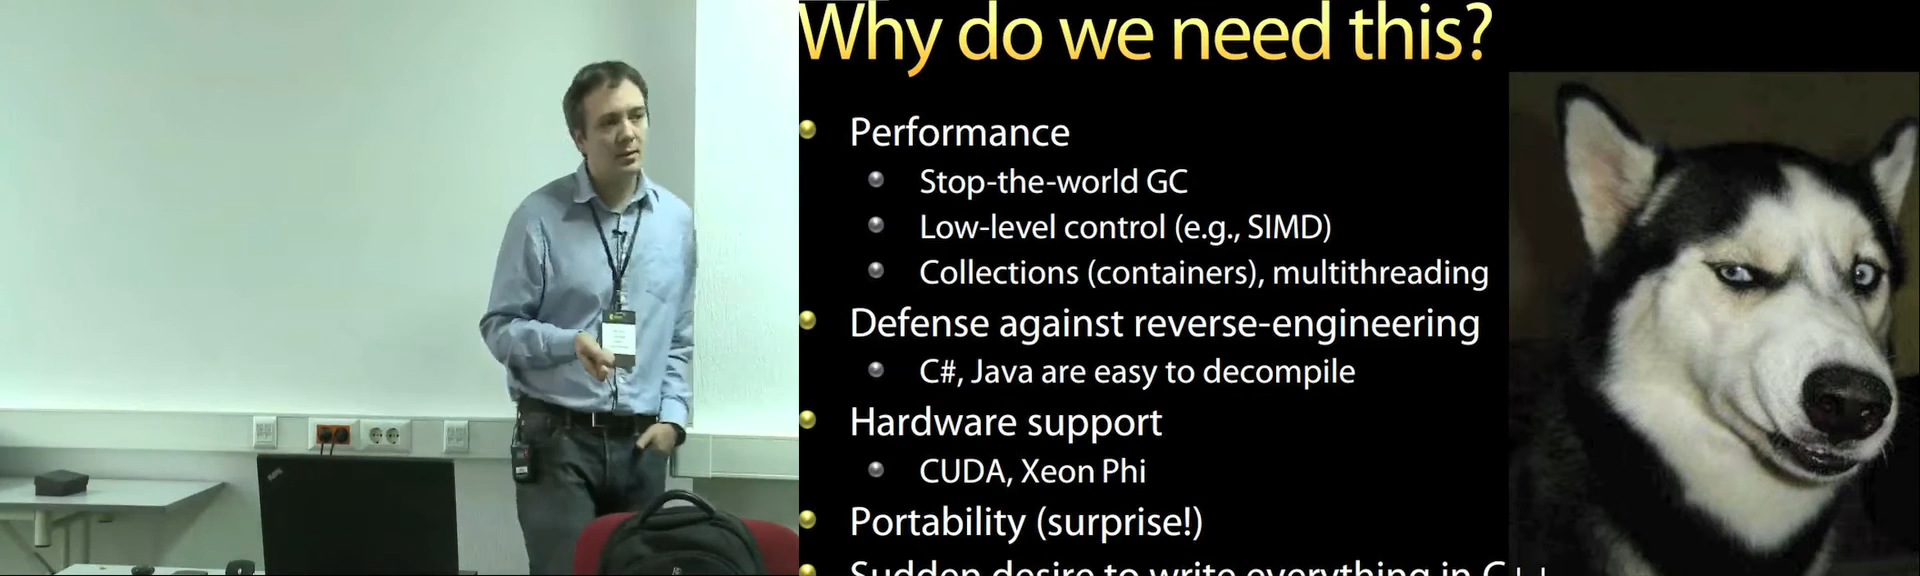 Why do we need this?
Performance
Stop-the-world GC
Low-level control (e.g., SIMD)
Collections (containers), multithreading
Defense against reverse-engineering
C#, Java are easy to decompile
Hardware support
CUDA, Xeon Phi
Portability (surprise!)
Sudden desire to write everything in C++